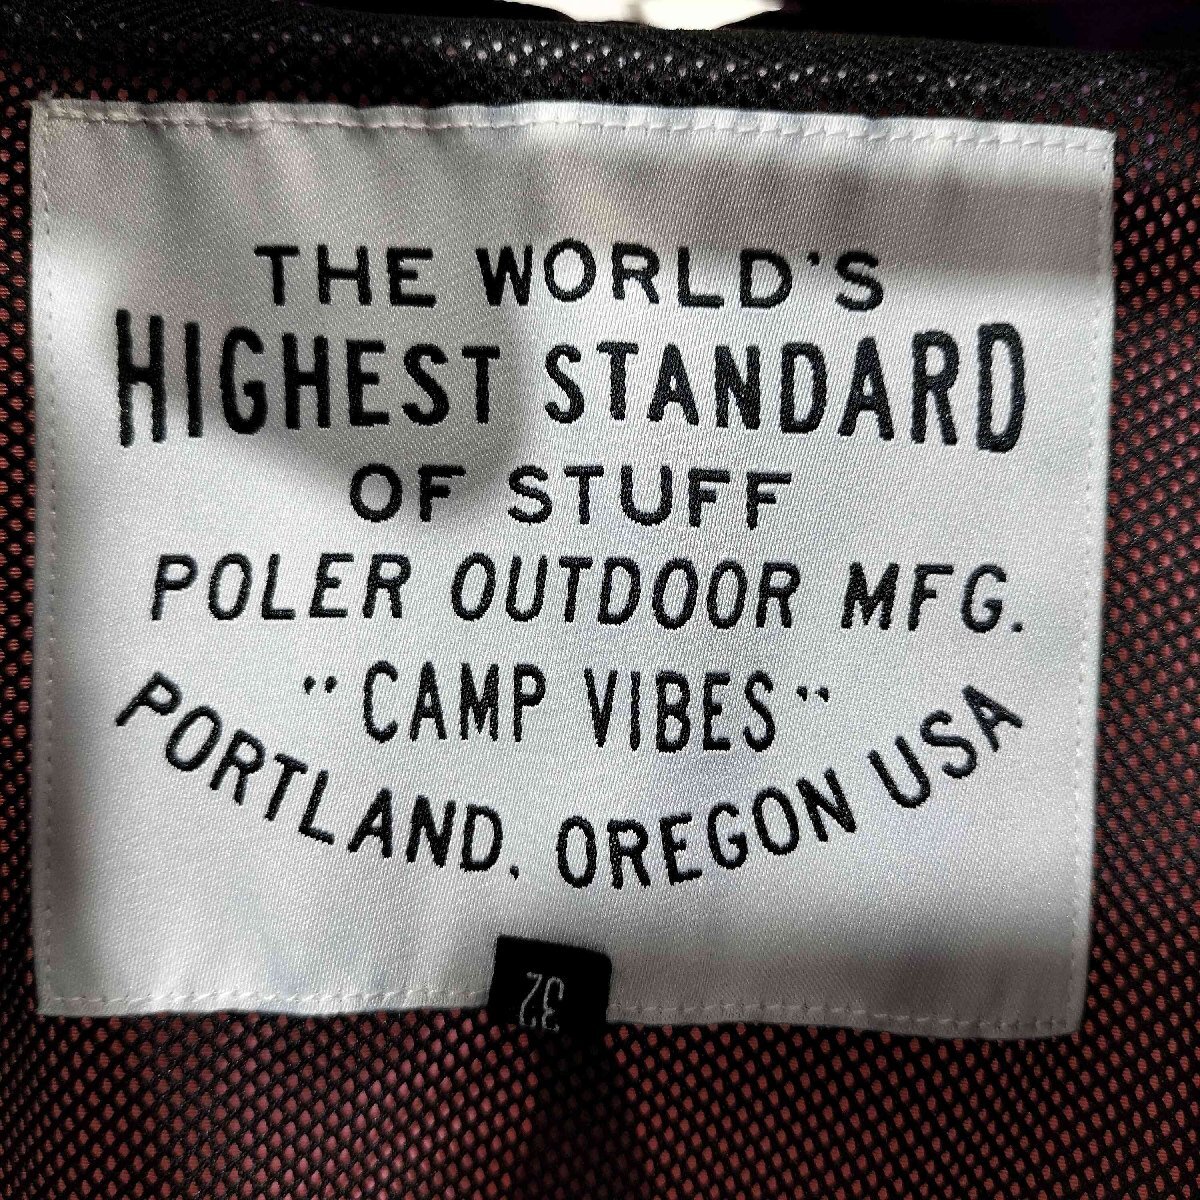 THE WORLD'S
HIGHEST STANDARD
OF STUFF
POLER OUTDOOR MFG.
"CAMP VIBES"
PORTLAND, OREGON USA
32